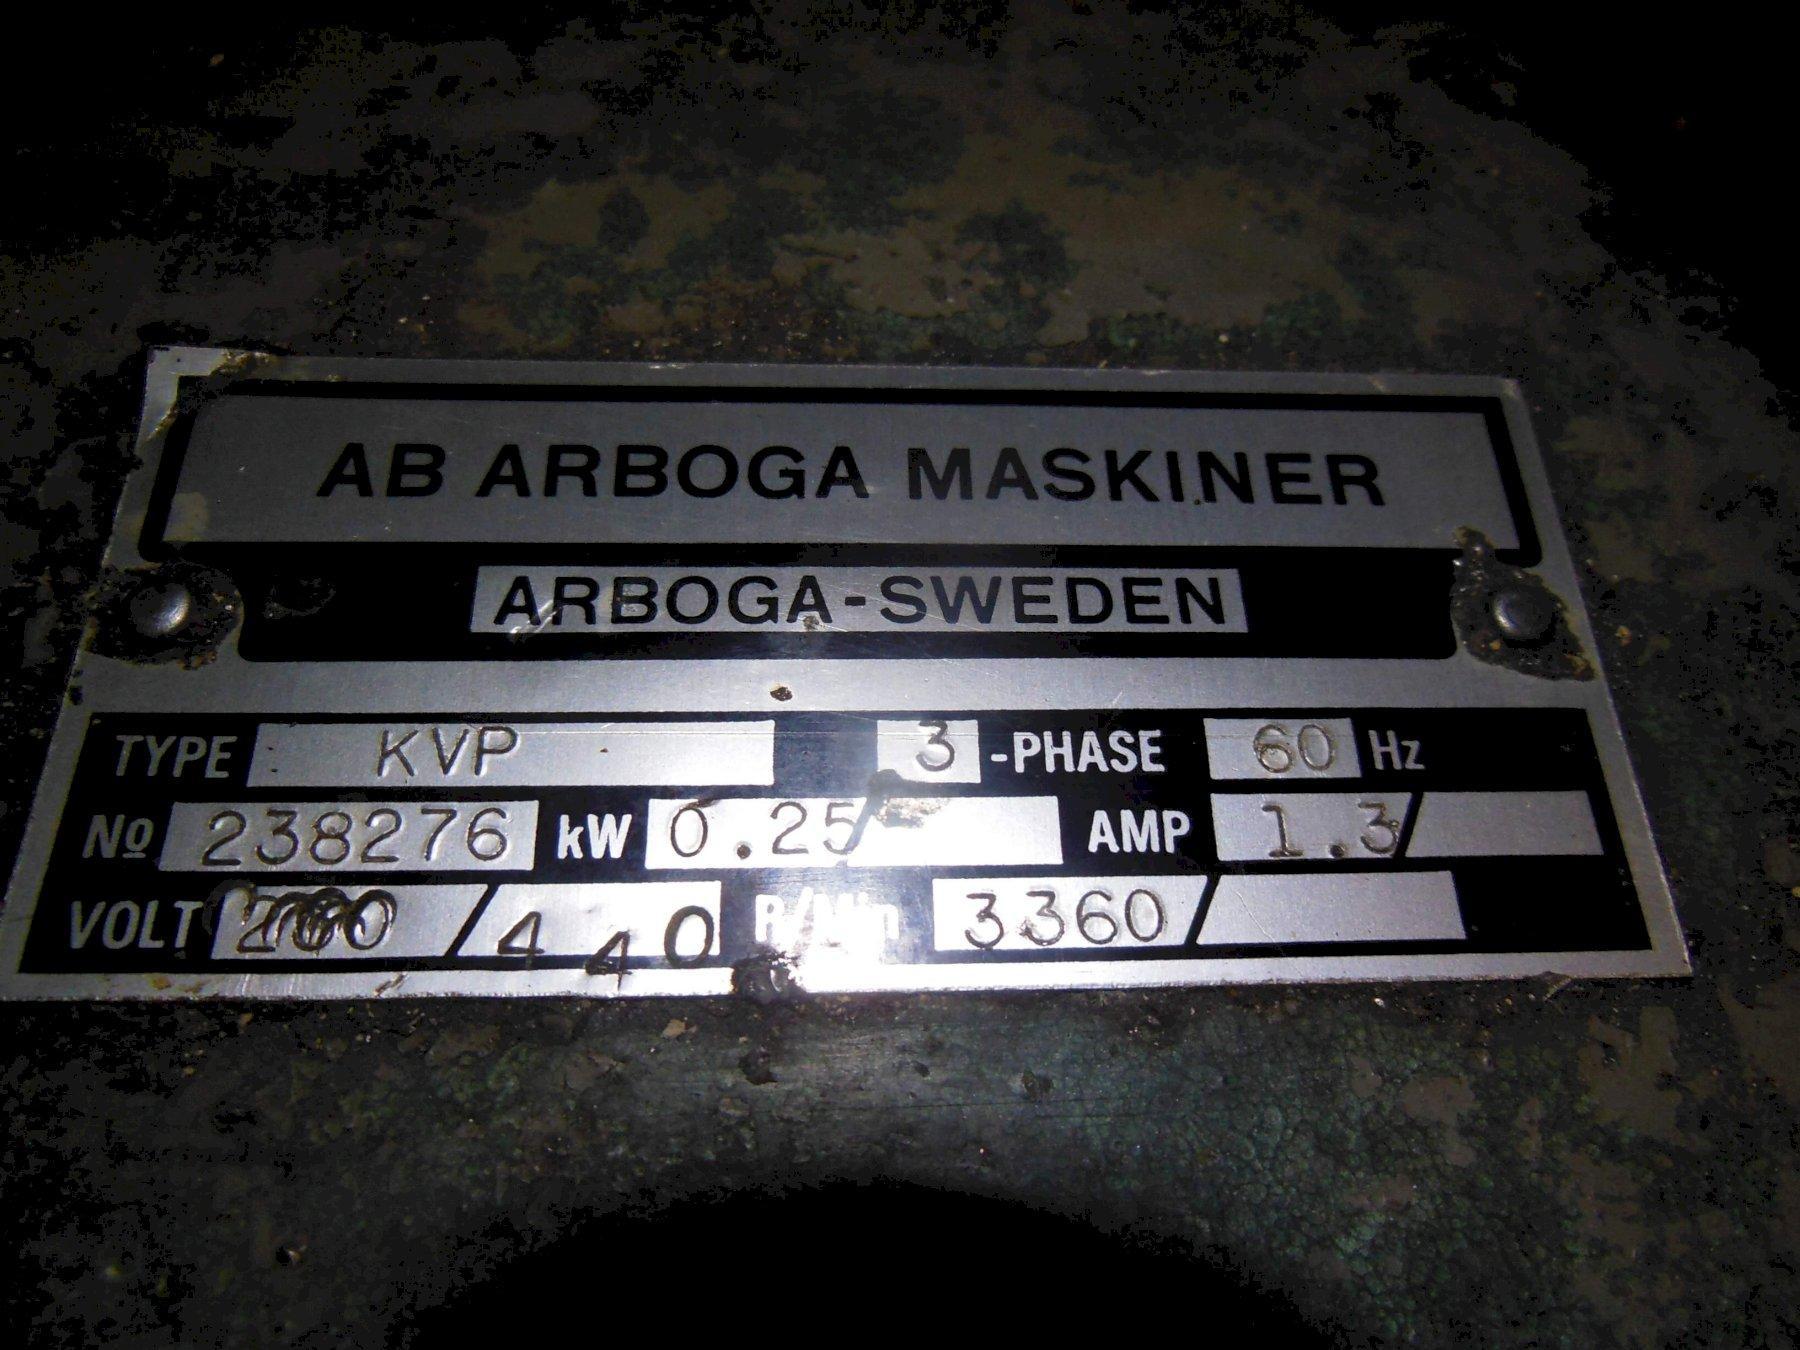 AB ARBOGA MASKINER
ARBOGA-SWEDEN
TYPE KVP 3 -PHASE 60 Hz
No 238276 kW 0.25/ AMP 1.3/
VOLT /440 R/Min 3360/